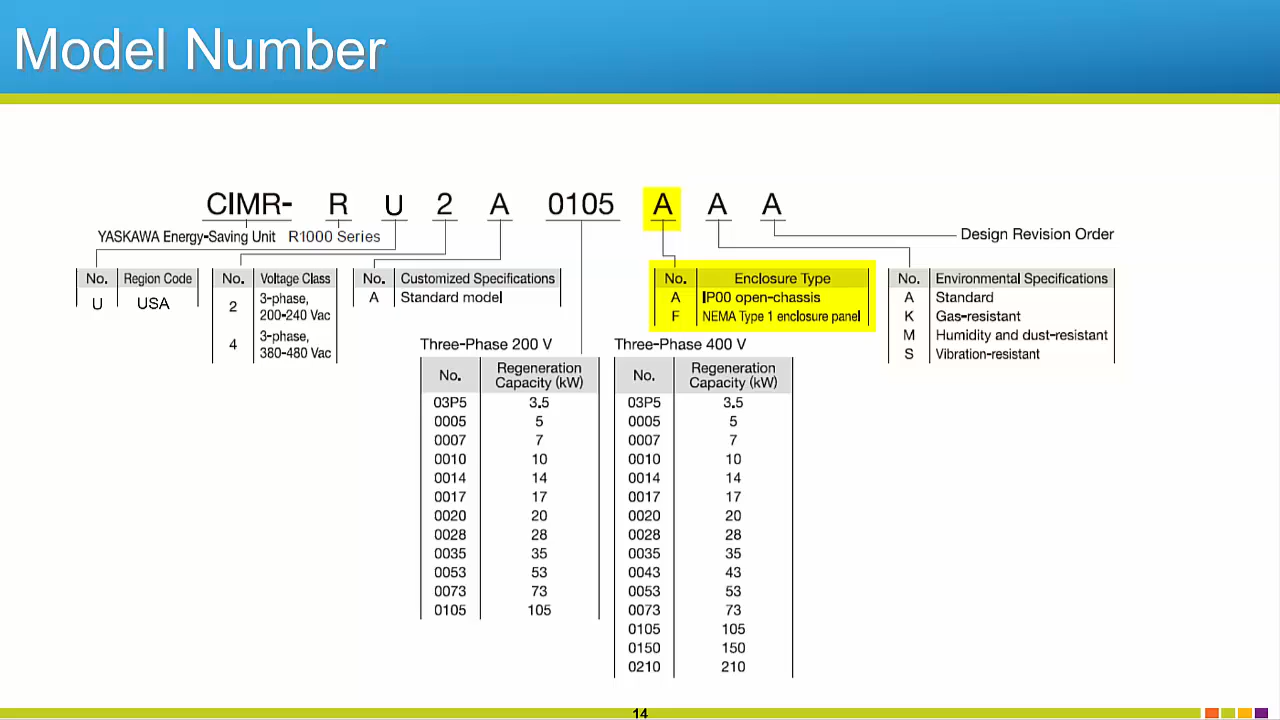 Model Number
CIMR- R U 2 A 0105 A A A
YASKAWA Energy-Saving Unit R1000 Series
Design Revision Order
No. Region Code
U USA
No. Voltage Class
2 3-phase, 200-240 Vac
4 3-phase, 380-480 Vac
No. Customized Specifications
A Standard model
No. Enclosure Type
A IP00 open-chassis
F NEMA Type 1 enclosure panel
No. Environmental Specifications
A Standard
K Gas-resistant
M Humidity and dust-resistant
S Vibration-resistant
Three-Phase 200 V
No. Regeneration Capacity (kW)
03P5 3.5
0005 5
0007 7
0010 10
0014 14
0017 17
0020 20
0028 28
0035 35
0053 53
0073 73
0105 105
Three-Phase 400 V
No. Regeneration Capacity (kW)
03P5 3.5
0005 5
0007 7
0010 10
0014 14
0017 17
0020 20
0028 28
0035 35
0043 43
0053 53
0073 73
0105 105
0150 150
0210 210
14